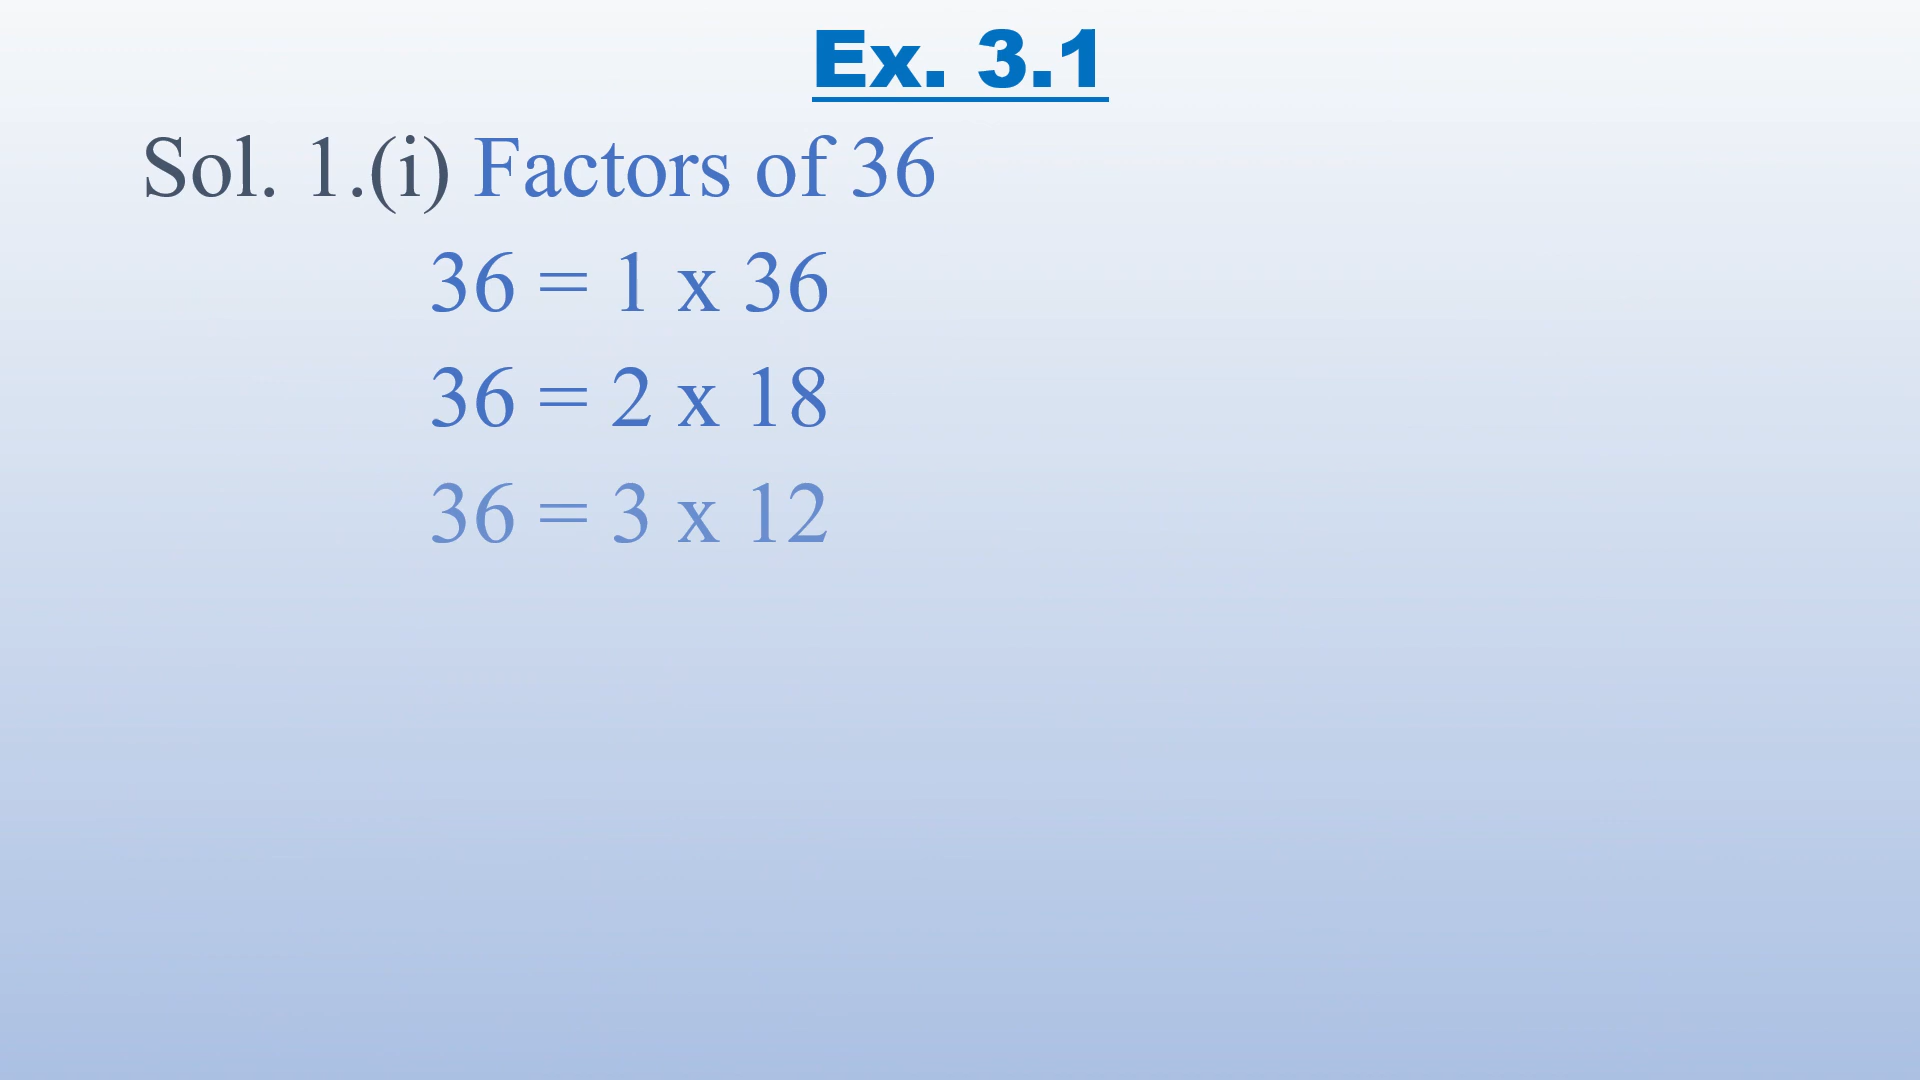 Ex. 3.1
Sol. 1.(i) Factors of 36
36 = 1 x 36
36 = 2 x 18
36 = 3 x 12